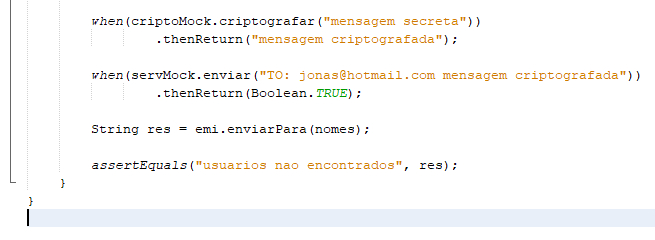 when(criptoMock.criptografar("mensagem secreta"))
.thenReturn("mensagem criptografada");
when(servMock.enviar("TO: jonas@hotmail.com mensagem criptografada"))
.thenReturn(Boolean.TRUE);
String res = emi.enviarPara(nomes);
assertEquals("usuarios nao encontrados", res);
}
}